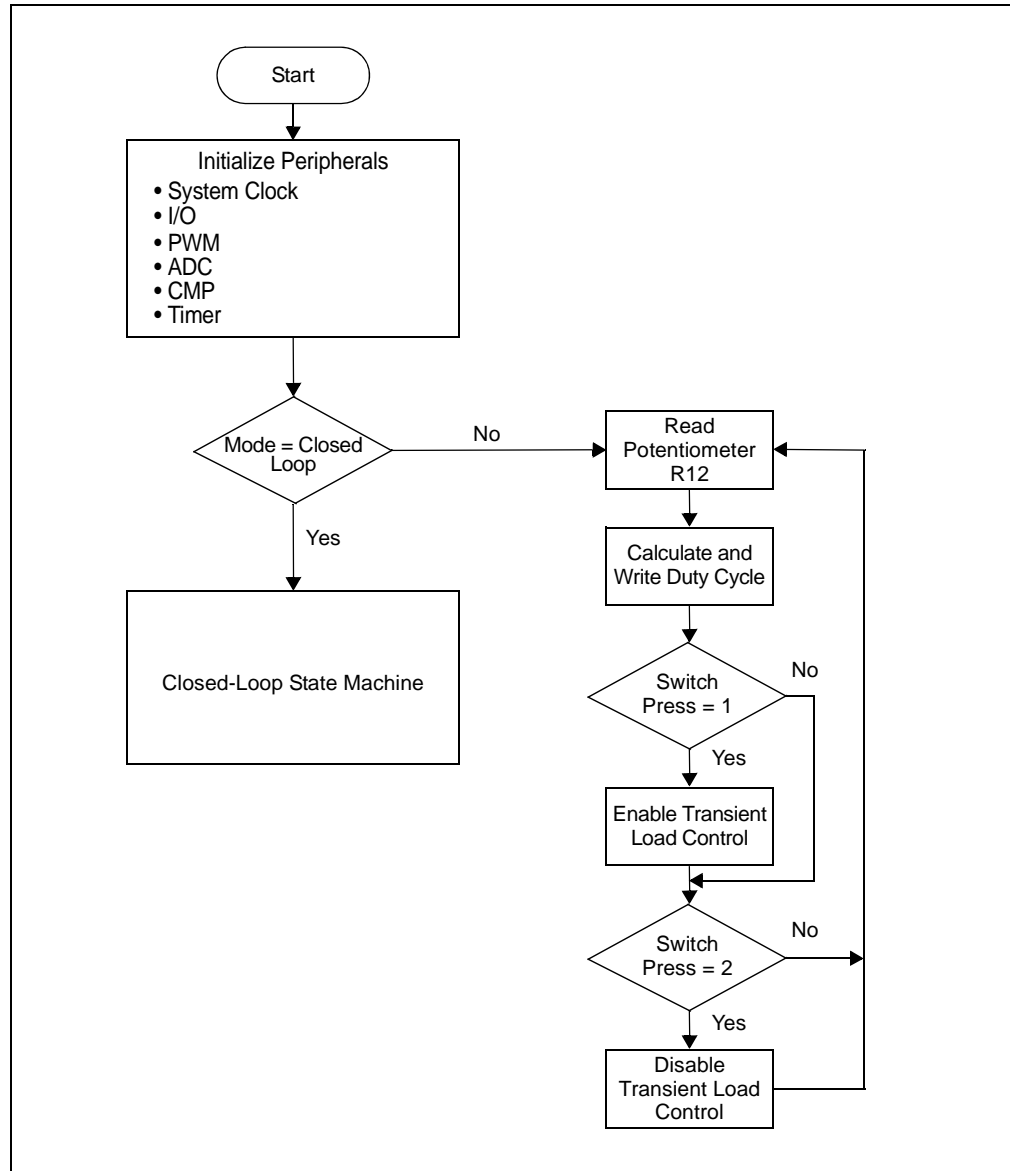 Start
Initialize Peripherals
• System Clock
• I/O
• PWM
• ADC
• CMP
• Timer
Mode = Closed
Loop
No
Yes
Closed-Loop State Machine
Read
Potentiometer
R12
Calculate and
Write Duty Cycle
Switch
Press = 1
No
Yes
Enable Transient
Load Control
Switch
Press = 2
No
Yes
Disable
Transient Load
Control